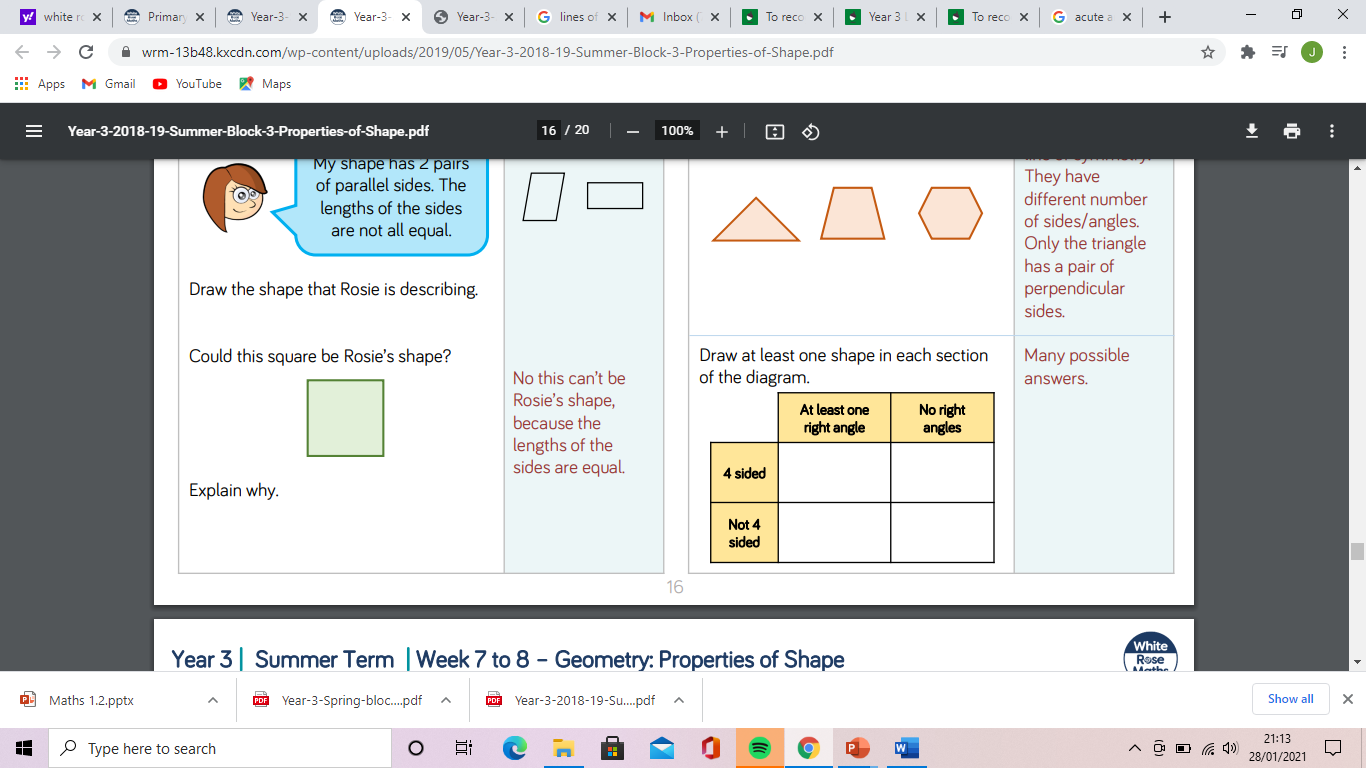 white ro
Primary
Year-3-
Year-3-
Year-3-
lines of
Inbox (
To reco
Year 3
To reco
acute a
wrm-13b48.kxcdn.com/wp-content/uploads/2019/05/Year-3-2018-19-Summer-Block-3-Properties-of-Shape.pdf
J
Apps
Gmail
YouTube
Maps
Year-3-2018-19-Summer-Block-3-Properties-of-Shape.pdf
16 / 20
100%
My shape has 2 pairs
of parallel sides. The
lengths of the sides
are not all equal.
Draw the shape that Rosie is describing.
Could this square be Rosie's shape?
Explain why.
No this can't be
Rosie's shape,
because the
lengths of the
sides are equal.
line of symmetry.
They have
different number
of sides/angles.
Only the triangle
has a pair of
perpendicular
sides.
Draw at least one shape in each section
of the diagram.
At least one
right angle
No right
angles
4 sided
Not 4
sided
Many possible
answers.
16
Year 3 | Summer Term | Week 7 to 8 – Geometry: Properties of Shape
White
Rose
Maths
Maths 1.2.pptx
Year-3-Spring-bloc....pdf
Year-3-2018-19-Su....pdf
Show all
Type here to search
21:13
28/01/2021